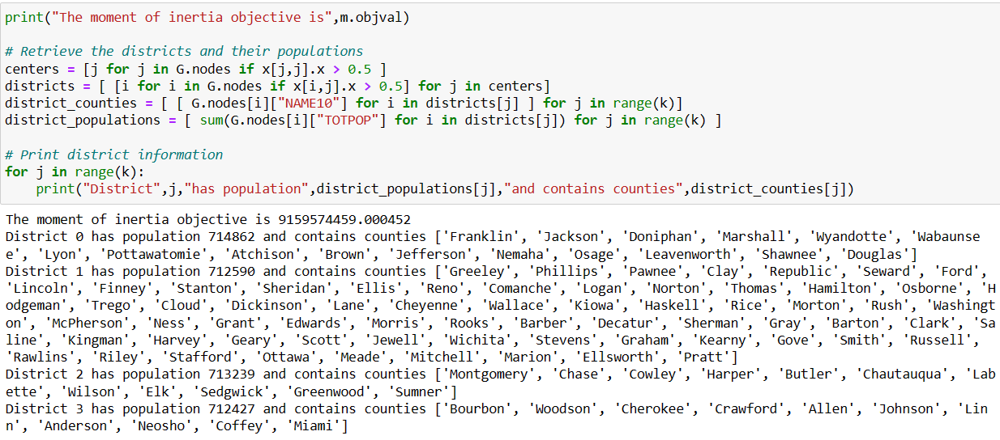 print("The moment of inertia objective is",m.objval)
# Retrieve the districts and their populations
centers = [j for j in G.nodes if x[j,j].x > 0.5 ]
districts = [ [i for i in G.nodes if x[i,j].x > 0.5] for j in centers]
district_counties = [ [ G.nodes[i]["NAME10"] for i in districts[j] ] for j in range(k)]
district_populations = [ sum(G.nodes[i]["TOTPOP"] for i in districts[j]) for j in range(k) ]
# Print district information
for j in range(k):
    print("District",j,"has population",district_populations[j],"and contains counties",district_counties[j])
The moment of inertia objective is 9159574459.000452
District 0 has population 714862 and contains counties ['Franklin', 'Jackson', 'Doniphan', 'Marshall', 'Wyandotte', 'Wabaunse
e', 'Lyon', 'Pottawatomie', 'Atchison', 'Brown', 'Jefferson', 'Nemaha', 'Osage', 'Leavenworth', 'Shawnee', 'Douglas']
District 1 has population 712590 and contains counties ['Greeley', 'Phillips', 'Pawnee', 'Clay', 'Republic', 'Seward', 'Ford',
'Lincoln', 'Finney', 'Stanton', 'Sheridan', 'Ellis', 'Reno', 'Comanche', 'Logan', 'Norton', 'Thomas', 'Hamilton', 'Osborne', 'H
odgeman', 'Trego', 'Cloud', 'Dickinson', 'Lane', 'Cheyenne', 'Wallace', 'Kiowa', 'Haskell', 'Rice', 'Morton', 'Rush', 'Washingt
on', 'McPherson', 'Ness', 'Grant', 'Edwards', 'Morris', 'Rooks', 'Barber', 'Decatur', 'Sherman', 'Gray', 'Barton', 'Clark', 'Sa
line', 'Kingman', 'Harvey', 'Geary', 'Scott', 'Jewell', 'Wichita', 'Stevens', 'Graham', 'Kearny', 'Gove', 'Smith', 'Russell',
'Rawlins', 'Riley', 'Stafford', 'Ottawa', 'Meade', 'Mitchell', 'Marion', 'Ellsworth', 'Pratt']
District 2 has population 713239 and contains counties ['Montgomery', 'Chase', 'Cowley', 'Harper', 'Butler', 'Chautauqua', 'Lab
ette', 'Wilson', 'Elk', 'Sedgwick', 'Greenwood', 'Sumner']
District 3 has population 712427 and contains counties ['Bourbon', 'Woodson', 'Cherokee', 'Crawford', 'Allen', 'Johnson', 'Lin
n', 'Anderson', 'Neosho', 'Coffey', 'Miami']